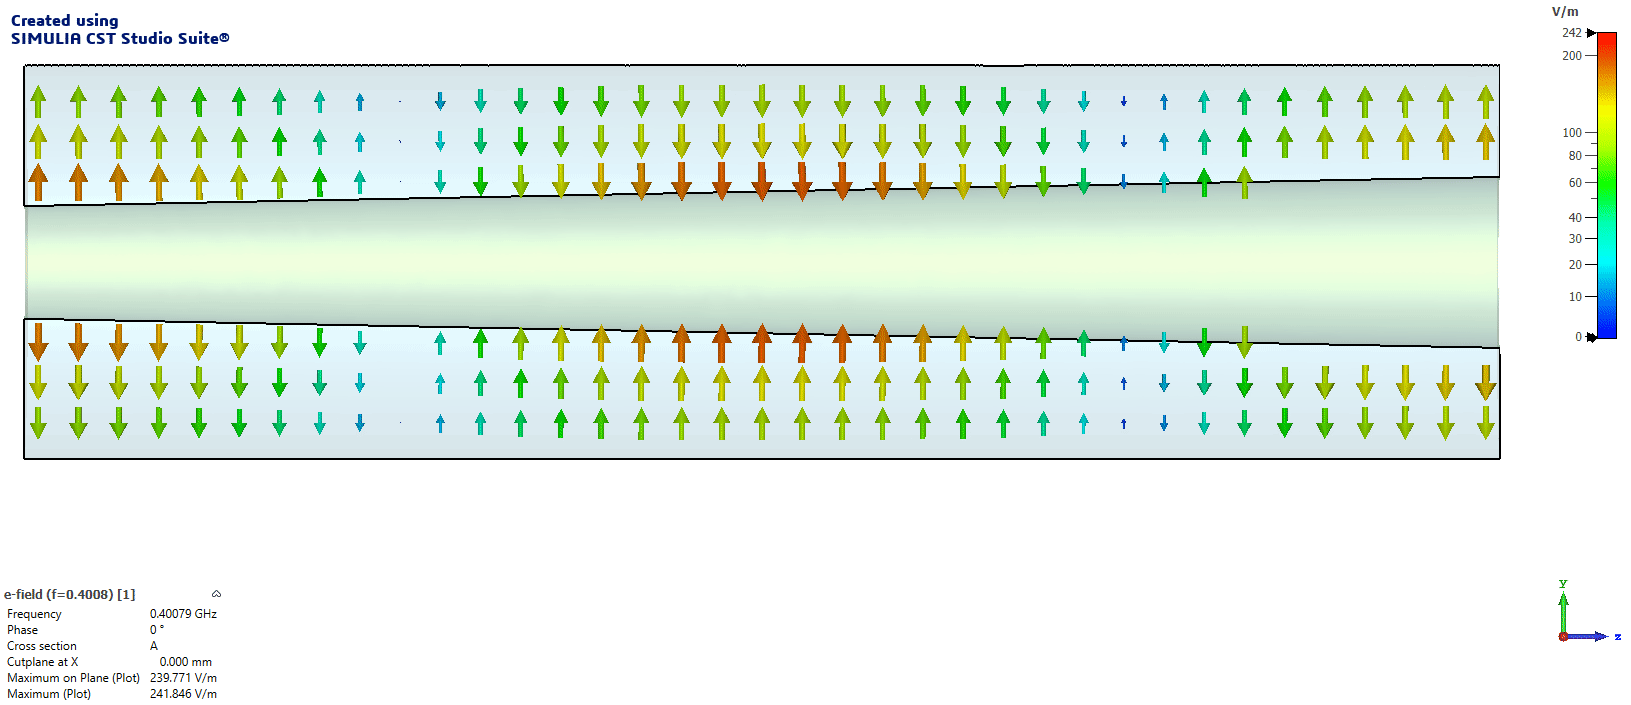 Created using
SIMULIA CST Studio Suite®
V/m
242
200
100
80
60
40
30
20
10
0
e-field (f=0.4008) [1]
Frequency 0.40079 GHz
Phase 0 °
Cross section A
Cutplane at X 0.000 mm
Maximum on Plane (Plot) 239.771 V/m
Maximum (Plot) 241.846 V/m
Y
z